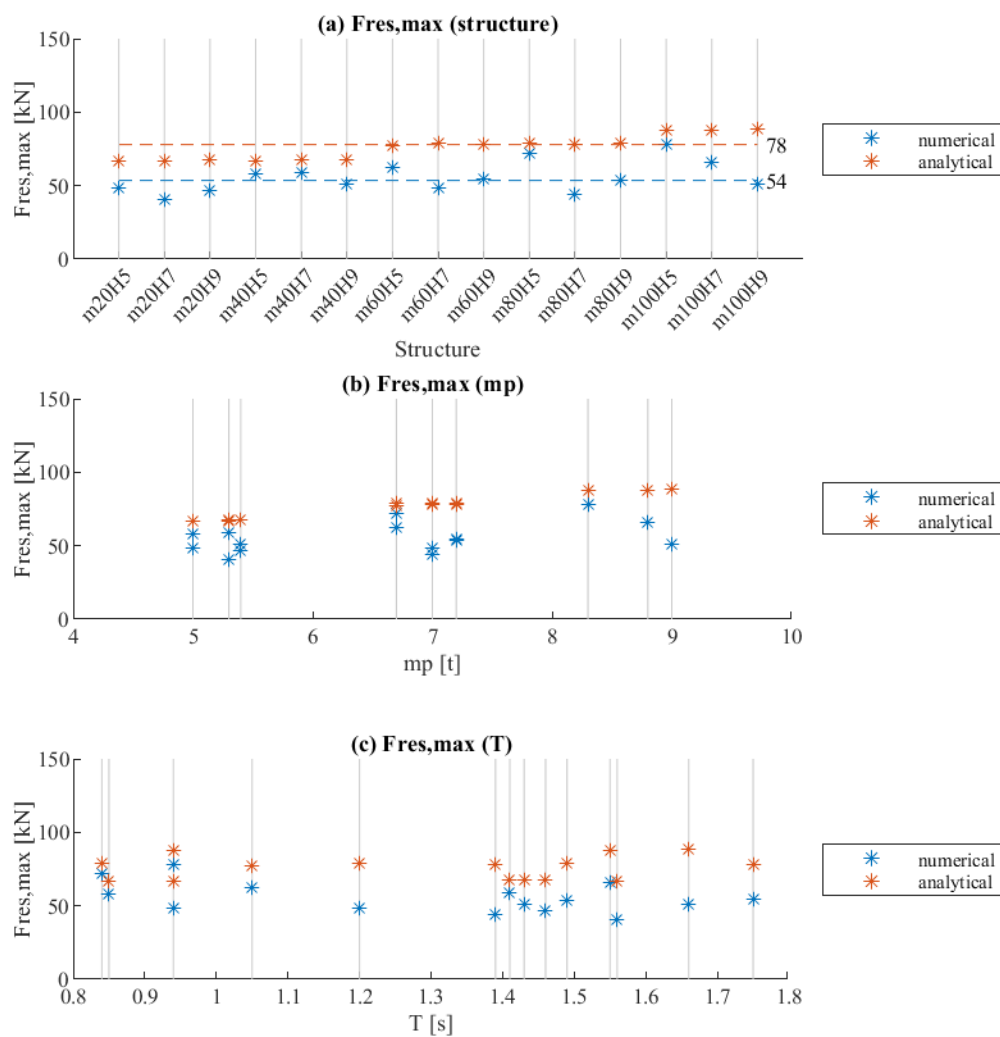 (a) Fres,max (structure)
150
100
50
0
Fres,max [kN]
78
54
m20H5
m20H7
m20H9
m40H5
m40H7
m40H9
m60H5
m60H7
m60H9
m80H5
m80H7
m80H9
m100H5
m100H7
m100H9
Structure
numerical
analytical
(b) Fres,max (mp)
150
100
50
0
Fres,max [kN]
4 5 6 7 8 9 10
mp [t]
numerical
analytical
(c) Fres,max (T)
150
100
50
0
Fres,max [kN]
0.8 0.9 1 1.1 1.2 1.3 1.4 1.5 1.6 1.7 1.8
T [s]
numerical
analytical